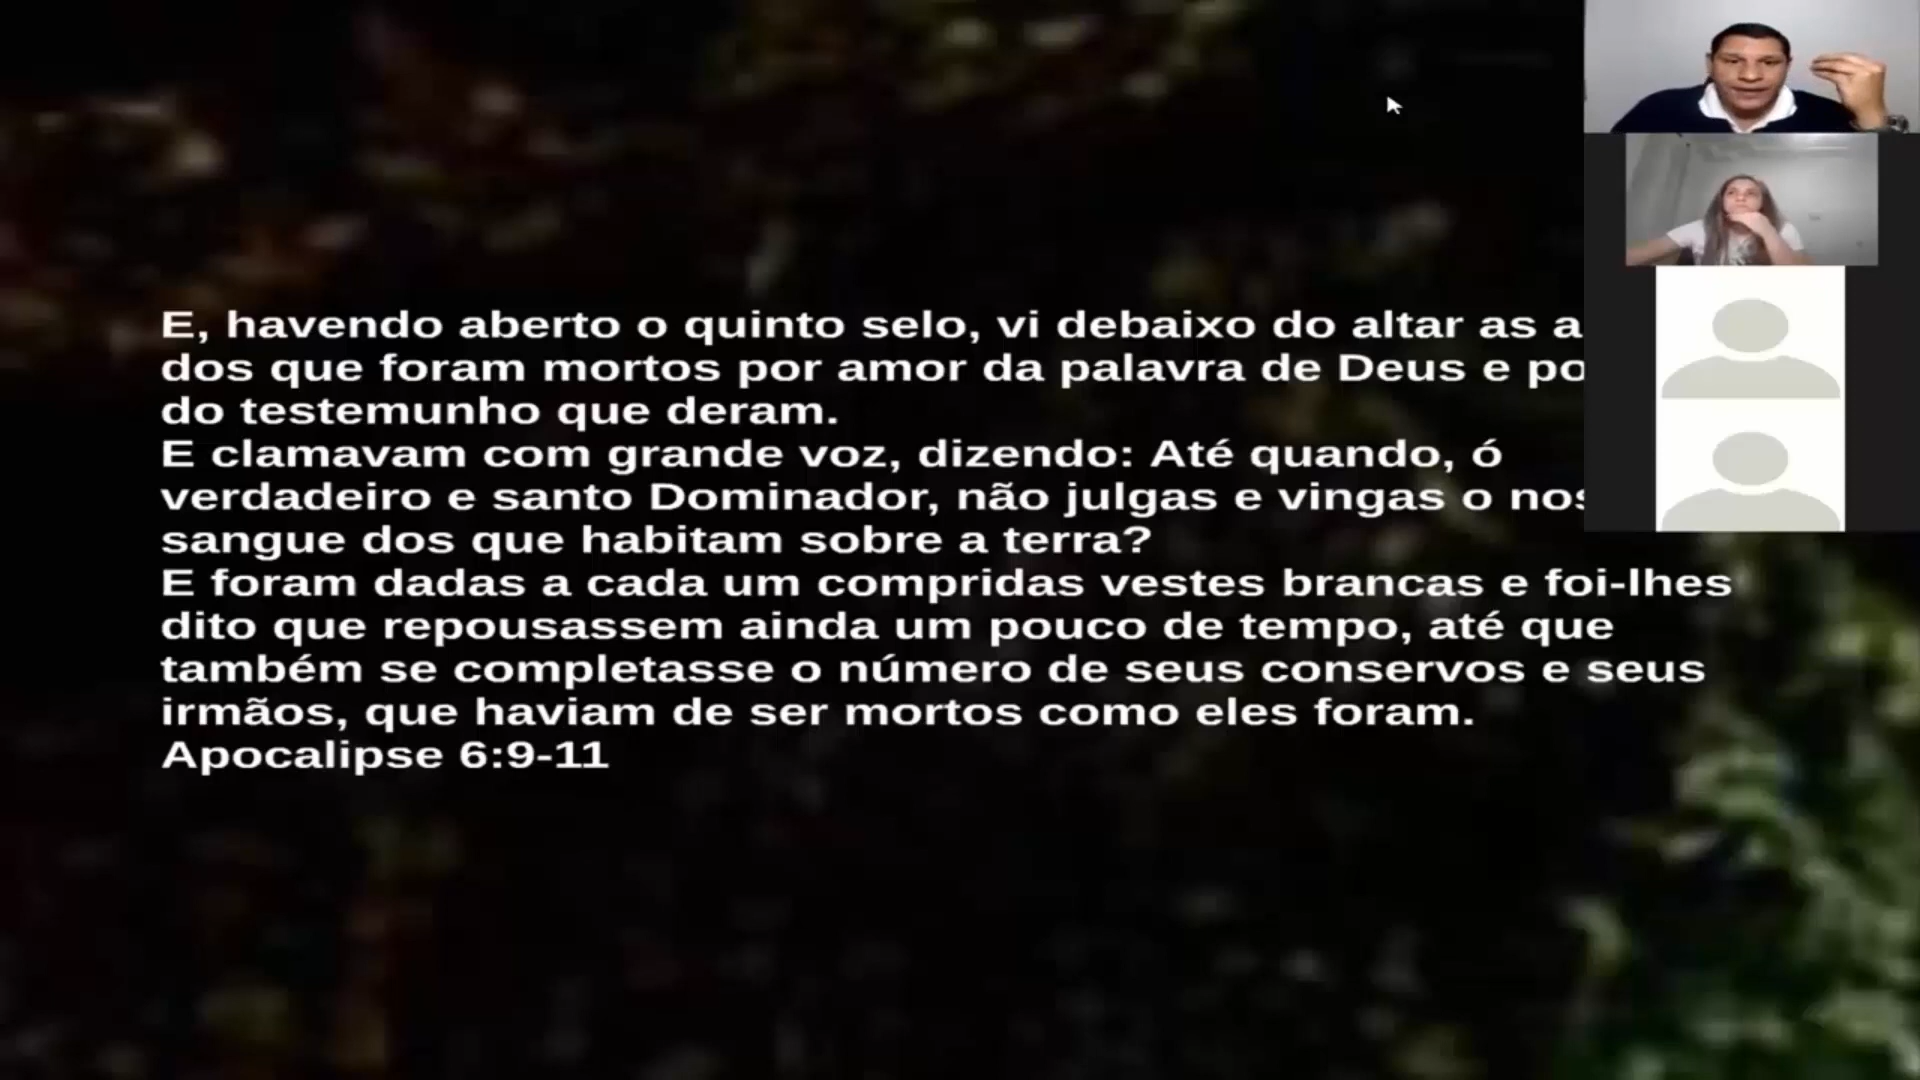 E, havendo aberto o quinto selo, vi debaixo do altar as a
dos que foram mortos por amor da palavra de Deus e po
do testemunho que deram.
E clamavam com grande voz, dizendo: Até quando, ó
verdadeiro e santo Dominador, não julgas e vingas o nos
sangue dos que habitam sobre a terra?
E foram dadas a cada um compridas vestes brancas e foi-lhes
dito que repousassem ainda um pouco de tempo, até que
também se completasse o número de seus conservos e seus
irmãos, que haviam de ser mortos como eles foram.
Apocalipse 6:9-11